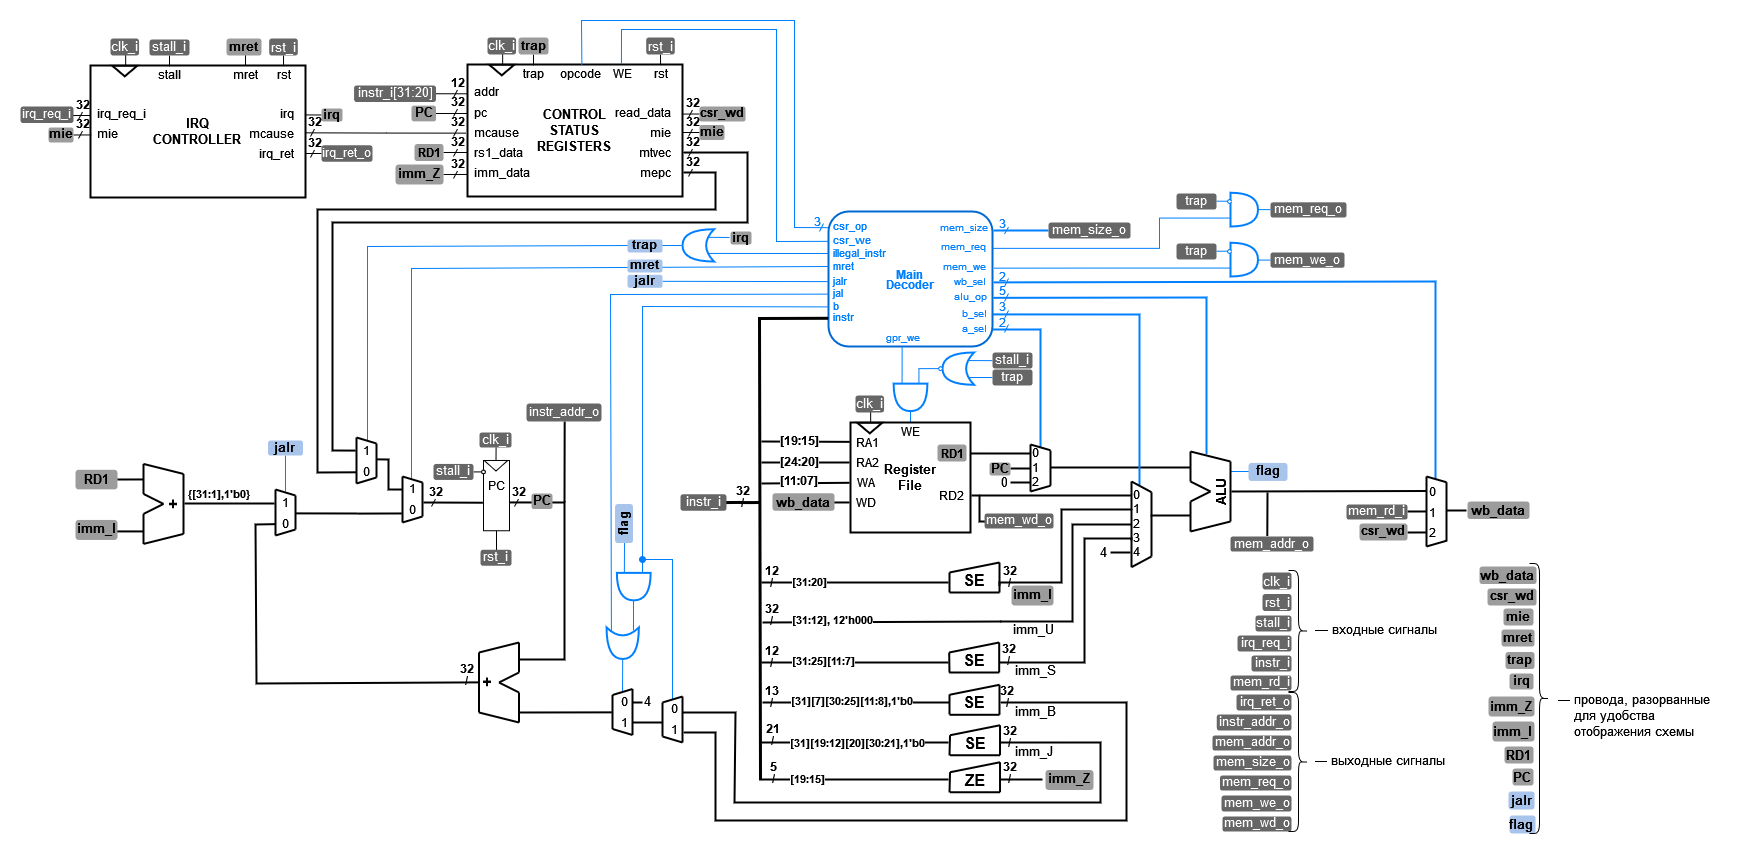 clk_i
stall_i
mret
rst_i
stall
mret
rst
irq_req_i
32
irq_req_i
mie
32
mie
IRQ
CONTROLLER
irq
irq
mcause
32
irq_ret
32
irq_ret_o
clk_i
trap
rst_i
trap
opcode
WE
rst
instr_i[31:20]
12
addr
PC
32
pc
32
mcause
RD1
32
rs1_data
imm_Z
32
imm_data
CONTROL
STATUS
REGISTERS
read_data
32
csr_wd
mie
32
mie
mtvec
32
mepc
32
trap
irq
mret
jalr
3
csr_op
csr_we
illegal_instr
mret
jalr
jal
b
instr
Main
Decoder
gpr_we
mem_size
3
mem_size_o
mem_req
mem_we
wb_sel
2
alu_op
5
b_sel
3
a_sel
2
trap
mem_req_o
trap
mem_we_o
stall_i
trap
clk_i
WE
[19:15]
RA1
[24:20]
RA2
[11:07]
WA
wb_data
WD
Register
File
RD1
RD2
mem_wd_o
PC
0
0
1
2
0
1
2
3
4
4
ALU
flag
mem_addr_o
mem_rd_i
csr_wd
0
1
2
wb_data
instr_i
32
jalr
RD1
imm_I
+
{[31:1],1'b0}
1
0
1
0
1
0
32
instr_addr_o
clk_i
stall_i
PC
32
PC
rst_i
flag
32
+
0
1
4
0
1
12
[31:20]
SE
32
imm_I
32
[31:12], 12'h000
imm_U
12
[31:25][11:7]
SE
32
imm_S
13
[31][7][30:25][11:8],1'b0
SE
32
imm_B
21
[31][19:12][20][30:21],1'b0
SE
32
imm_J
5
[19:15]
ZE
32
imm_Z
clk_i
rst_i
stall_i
irq_req_i
instr_i
mem_rd_i
— входные сигналы
irq_ret_o
instr_addr_o
mem_addr_o
mem_size_o
mem_req_o
mem_we_o
mem_wd_o
— выходные сигналы
wb_data
csr_wd
mie
mret
trap
irq
imm_Z
imm_I
RD1
PC
jalr
flag
— провода, разорванные
для удобства
отображения схемы